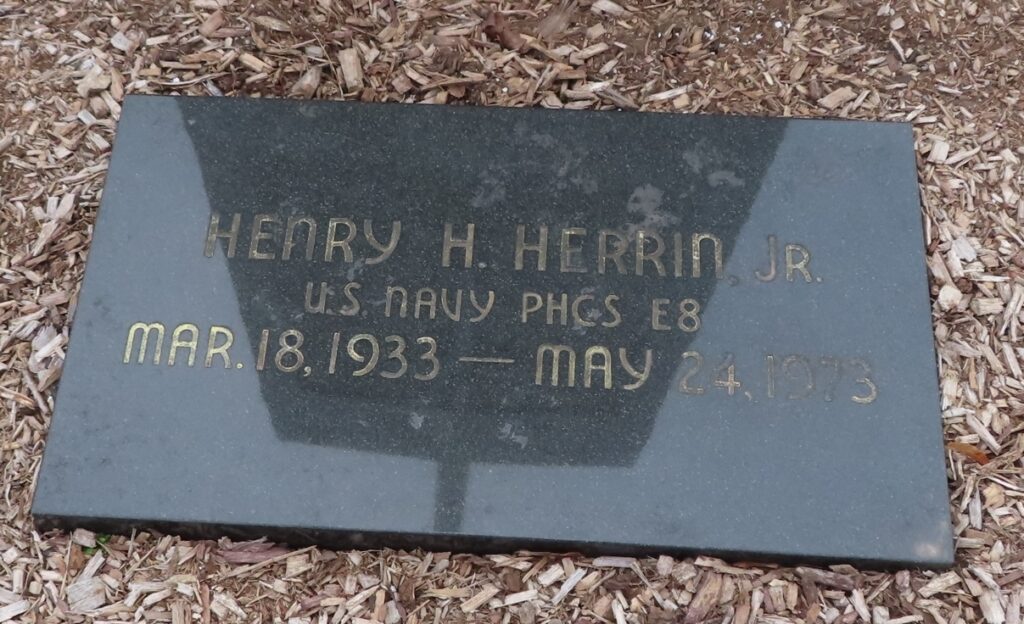 HENRY H. HERRIN, JR.
U.S. NAVY PHCS E8
MAR. 18, 1933 — MAY 24, 1973